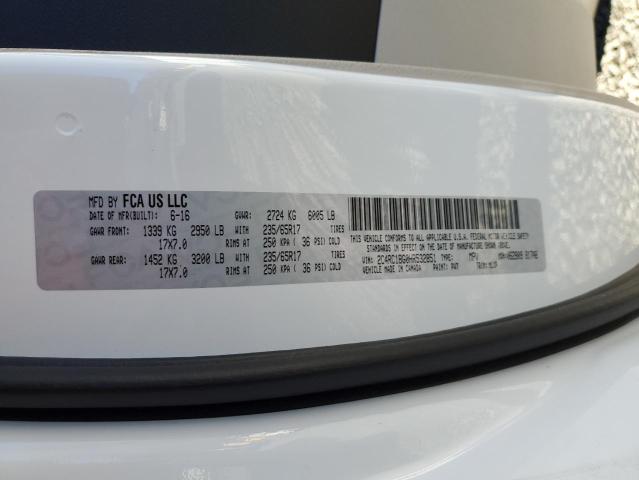 MFD BY FCA US LLC
DATE OF MFR(BUILT): 6-16 GVWR: 2724 KG 6005 LB
GAWR FRONT: 1339 KG 2950 LB WITH 235/65R17 TIRES
17X7.0 RIMS AT 250 KPA ( 36 PSI) COLD
GAWR REAR: 1452 KG 3200 LB WITH 235/65R17 TIRES
17X7.0 RIMS AT 250 KPA ( 36 PSI) COLD
THIS VEHICLE CONFORMS TO ALL APPLICABLE U.S.A. FEDERAL MOTOR VEHICLE SAFETY
STANDARDS IN EFFECT ON THE DATE OF MANUFACTURE SHOWN ABOVE.
VIN: TYPE: MPV
VEHICLE MADE IN CANADA PAINT: PW7 TRIM: